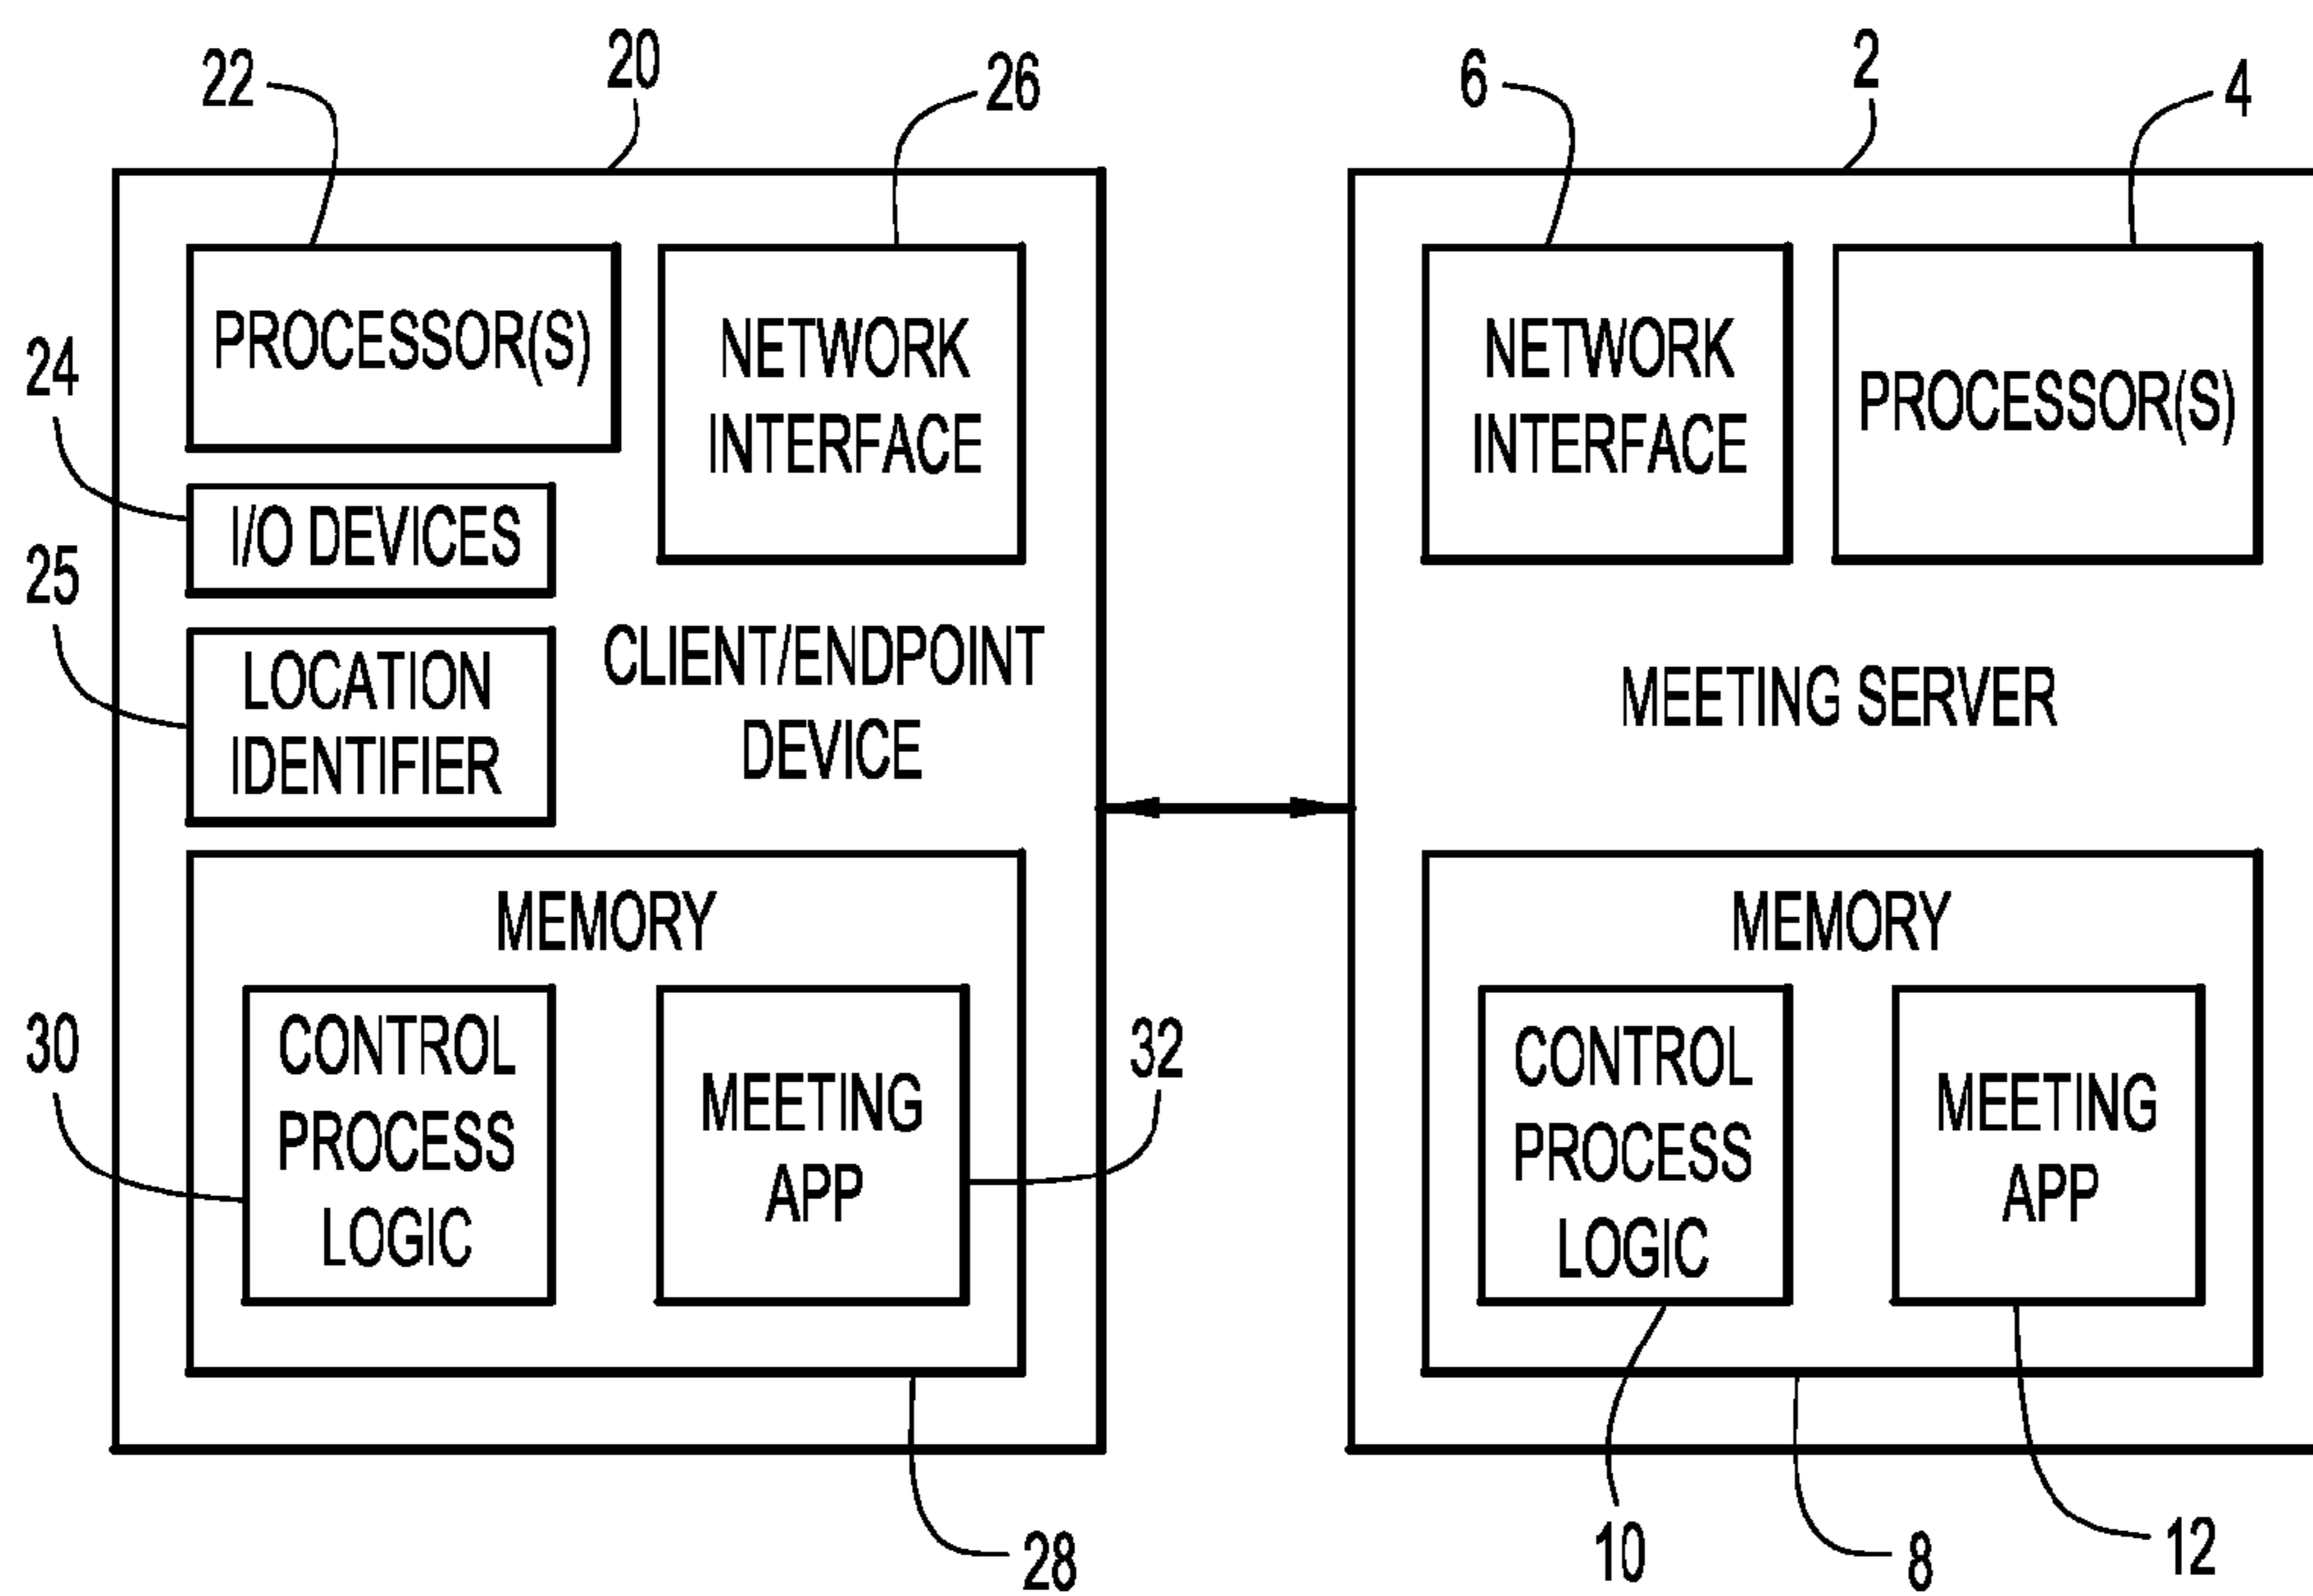 20
2
22
26
6
4
PROCESSOR(S)
NETWORK
INTERFACE
24
I/O DEVICES
25
LOCATION
IDENTIFIER
CLIENT/ENDPOINT
DEVICE
MEMORY
30
CONTROL
PROCESS
LOGIC
MEETING
APP
32
28
NETWORK
INTERFACE
PROCESSOR(S)
MEETING SERVER
MEMORY
CONTROL
PROCESS
LOGIC
MEETING
APP
10
8
12